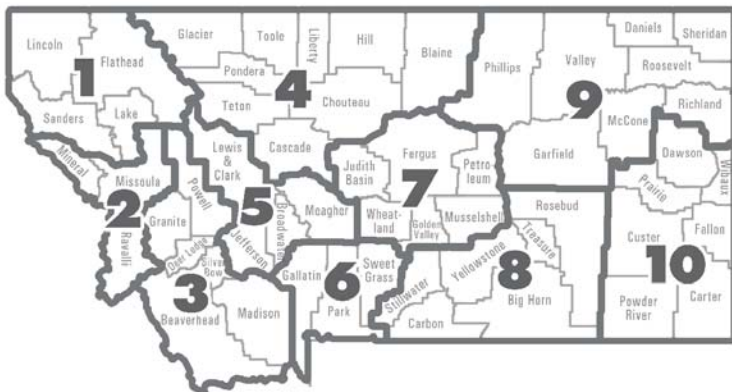 Lincoln
Flathead
1
Sanders
Lake
Glacier
Toole
Liberty
Hill
Blaine
Pondera
4
Teton
Chouteau
Cascade
Phillips
Valley
Daniels
Sheridan
Roosevelt
9
Richland
McCone
Garfield
Mineral
Missoula
2
Ravalli
Granite
Powell
Lewis
&
Clark
5
Broadwater
Jefferson
Meagher
Judith
Basin
Fergus
Petro
leum
7
Wheat-
land
Golden
Valley
Musselshell
Deer Lodge
Silver
Bow
3
Beaverhead
Madison
Gallatin
6
Park
Sweet
Grass
Stillwater
Yellowstone
Carbon
8
Big Horn
Treasure
Rosebud
Dawson
Prairie
Wibaux
Custer
Fallon
10
Powder
River
Carter